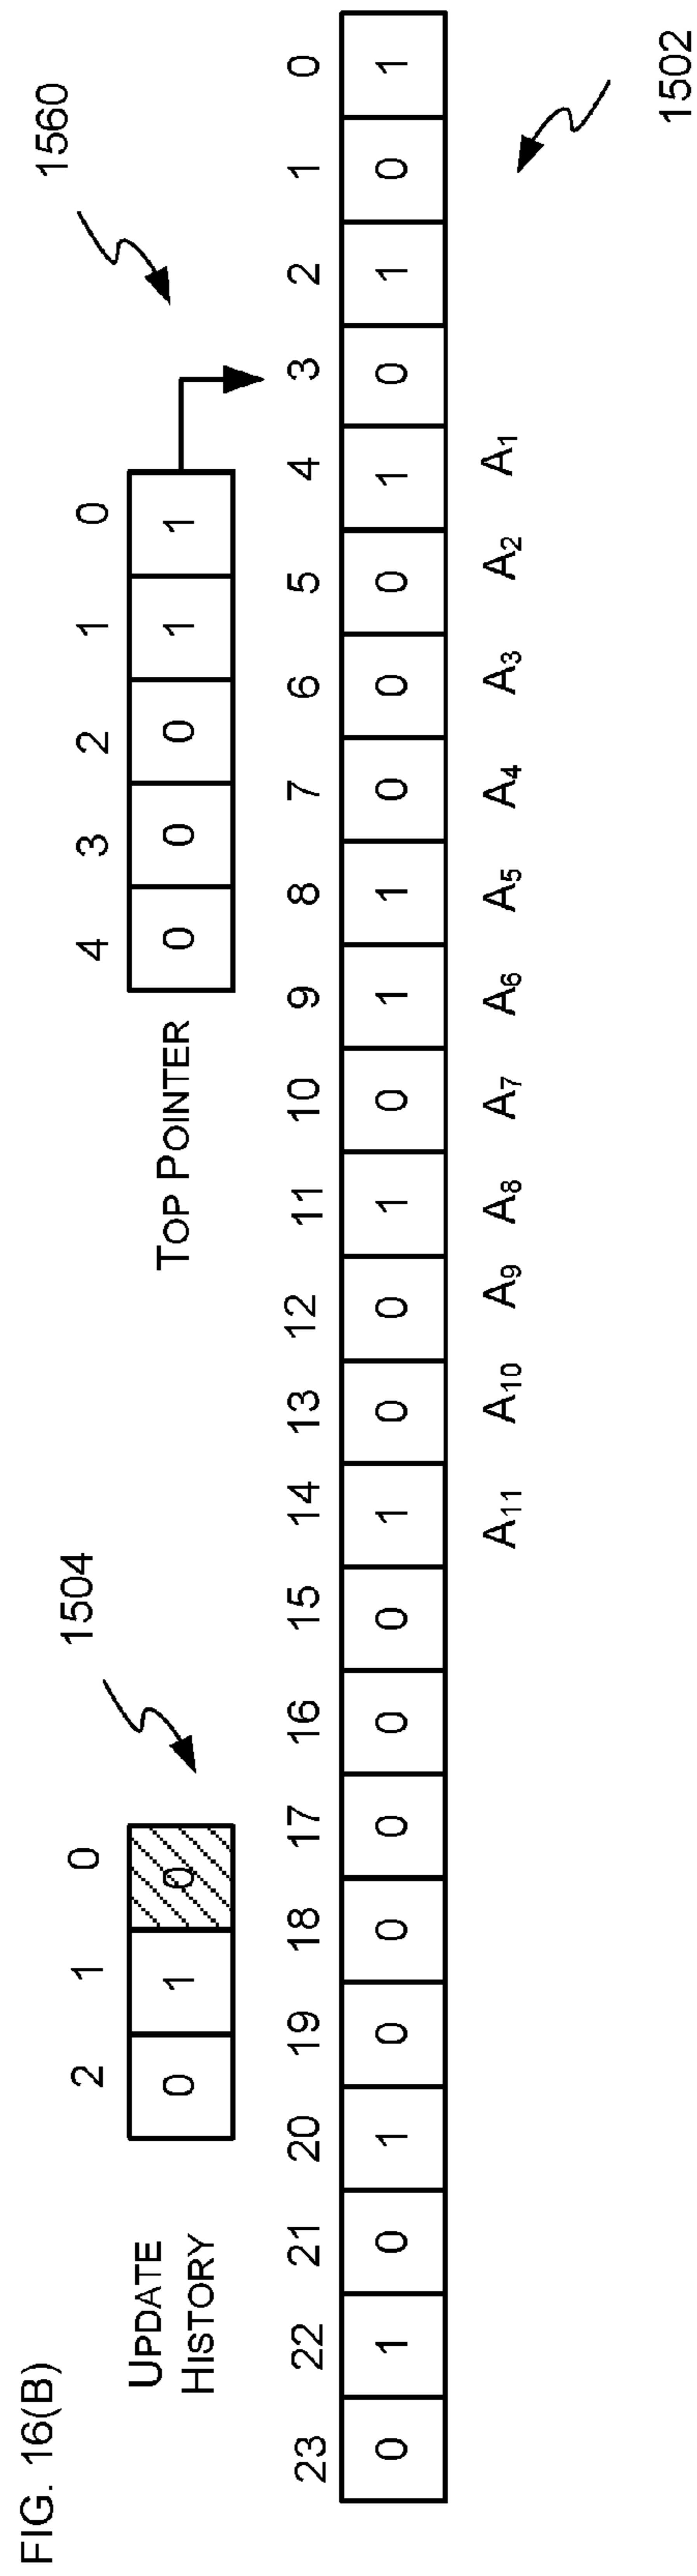 FIG. 16(B)
UPDATE HISTORY
2 1 0
0 1 0
1504
TOP POINTER
4 3 2 1 0
0 0 0 1 1
1560
23 22 21 20 19 18 17 16 15 14 13 12 11 10 9 8 7 6 5 4 3 2 1 0
0 1 0 1 0 0 0 0 0 1 0 0 1 0 1 1 0 0 0 1 0 1 0 1
A11 A10 A9 A8 A7 A6 A5 A4 A3 A2 A1
1502